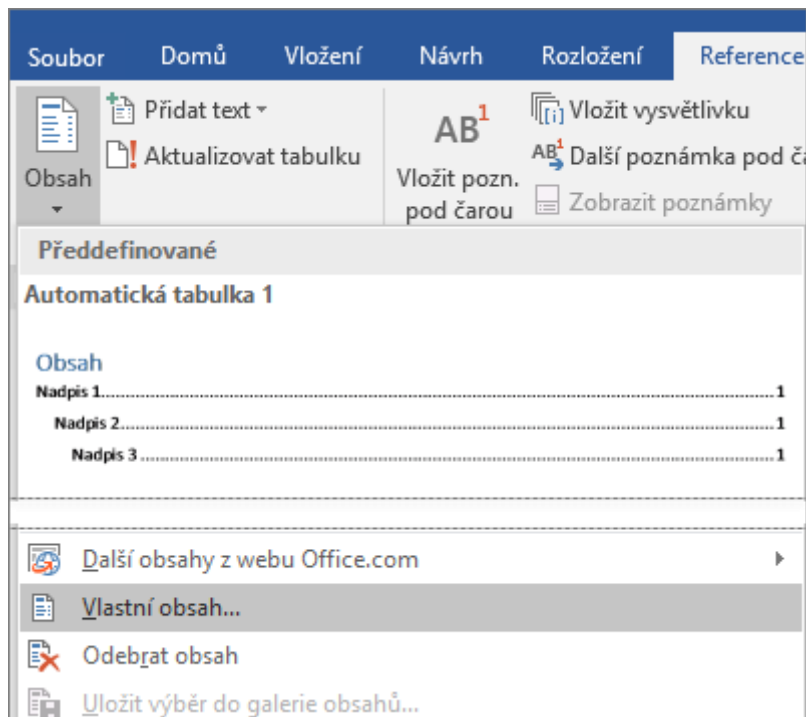 Soubor Domů Vložení Návrh Rozložení Reference
Obsah
Přidat text
Aktualizovat tabulku
AB1
Vložit pozn.
pod čarou
[i] Vložit vysvětlivku
AB1 Další poznámka pod
Zobrazit poznámky
Předdefinované
Automatická tabulka 1
Obsah
Nadpis 1........................................1
Nadpis 2........................................1
Nadpis 3........................................1
Další obsahy z webu Office.com
Vlastní obsah...
Odebrat obsah
Uložit výběr do galerie obsahů...